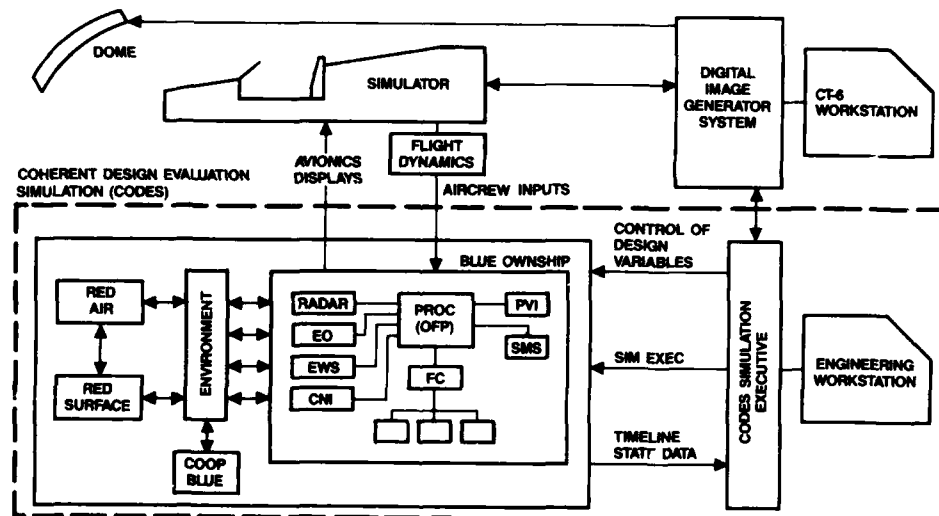 DOME
SIMULATOR
DIGITAL
IMAGE
GENERATOR
SYSTEM
CT-6
WORKSTATION
FLIGHT
DYNAMICS
AVIONICS
DISPLAYS
AIRCREW INPUTS
COHERENT DESIGN EVALUATION
SIMULATION (CODES)
CONTROL OF
DESIGN
VARIABLES
BLUE OWNSHIP
RED
AIR
RED
SURFACE
ENVIRONMENT
COOP
BLUE
RADAR
EO
EWS
CNI
PROC
(OFP)
PVI
SMS
FC
SIM EXEC
TIMELINE
DATA
CODES SIMULATION
EXECUTIVE
ENGINEERING
WORKSTATION